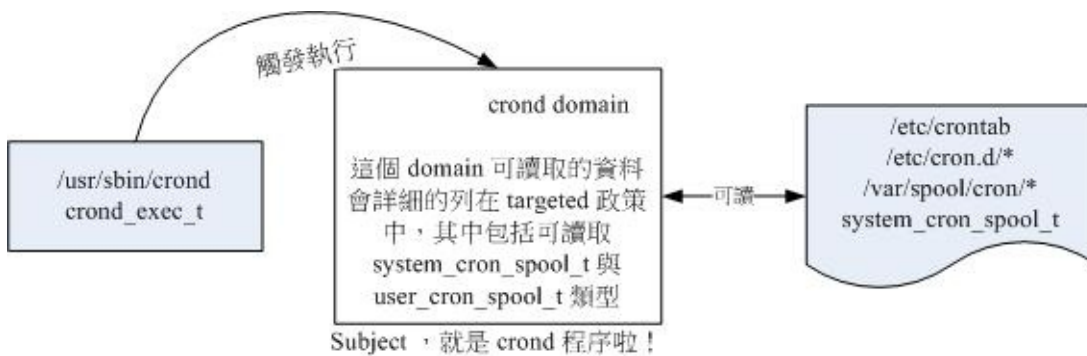 觸發執行
/usr/sbin/crond
crond_exec_t
crond domain
這個 domain 可讀取的資料
會詳細的列在 targeted 政策
中，其中包括可讀取
system_cron_spool_t 與
user_cron_spool_t 類型
Subject ，就是 crond 程序啦！
可讀
/etc/crontab
/etc/cron.d/*
/var/spool/cron/*
system_cron_spool_t